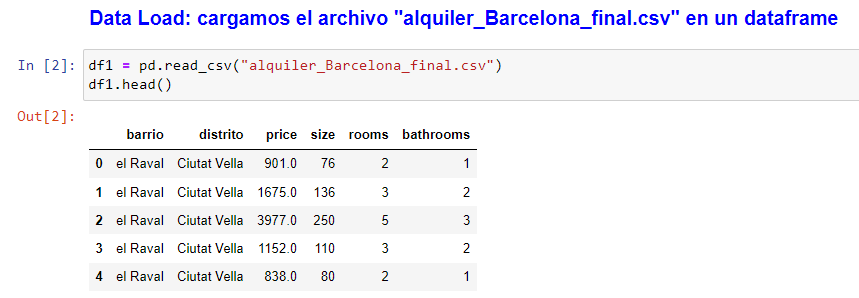 Data Load: cargamos el archivo "alquiler_Barcelona_final.csv" en un dataframe
In [2]: df1 = pd.read_csv("alquiler_Barcelona_final.csv")
df1.head()
Out[2]:
barrio distrito price size rooms bathrooms
0 el Raval Ciutat Vella 901.0 76 2 1
1 el Raval Ciutat Vella 1675.0 136 3 2
2 el Raval Ciutat Vella 3977.0 250 5 3
3 el Raval Ciutat Vella 1152.0 110 3 2
4 el Raval Ciutat Vella 838.0 80 2 1